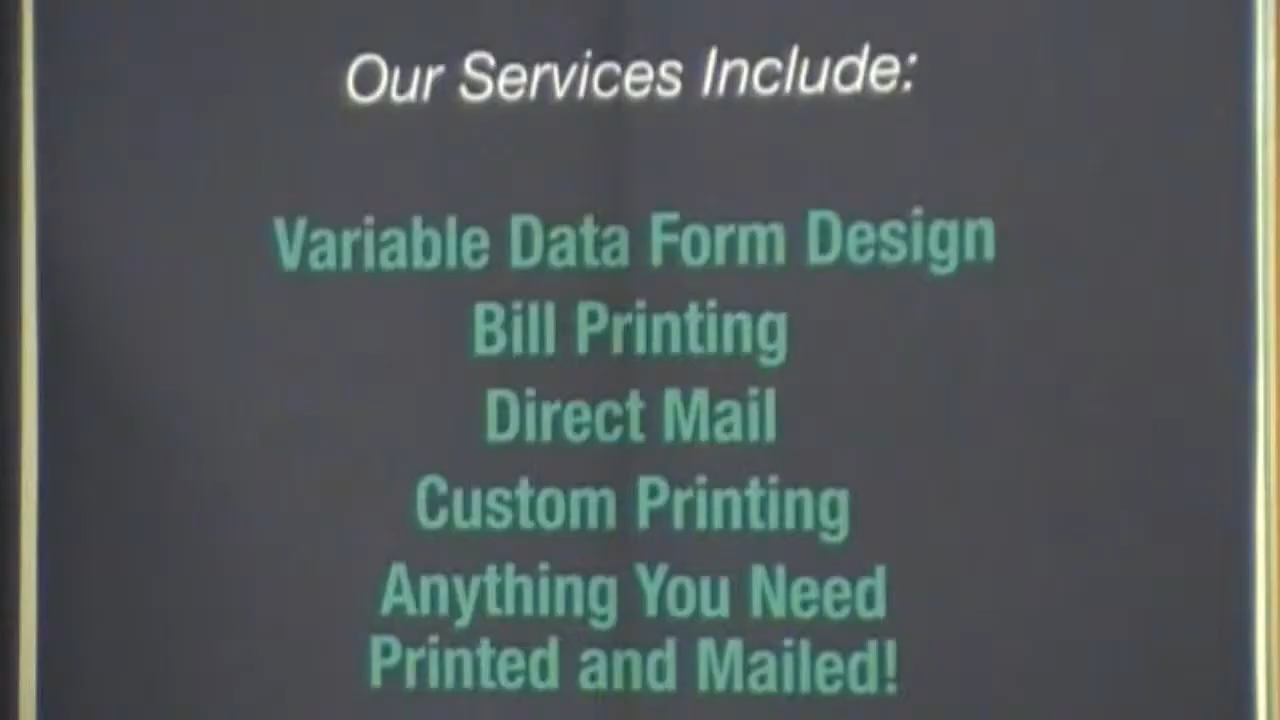 Our Services Include:
Variable Data Form Design
Bill Printing
Direct Mail
Custom Printing
Anything You Need
Printed and Mailed!